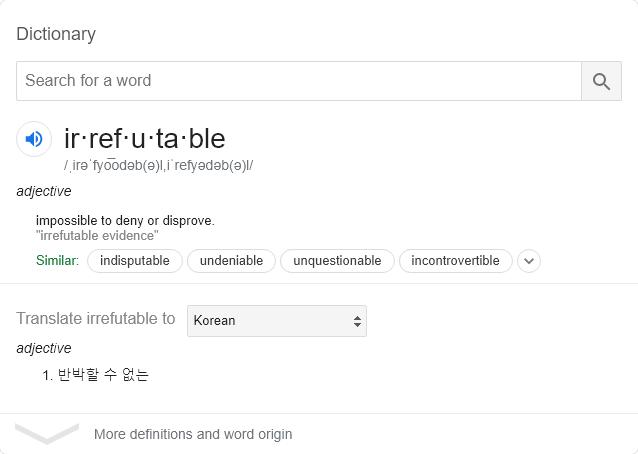 Dictionary
Search for a word
ir·ref·u·ta·ble
/ˌirəˈfyo͞odəb(ə)l,iˈrefyədəb(ə)l/
adjective
impossible to deny or disprove.
"irrefutable evidence"
Similar: indisputable undeniable unquestionable incontrovertible
Translate irrefutable to Korean
adjective
1. 반박할 수 없는
More definitions and word origin